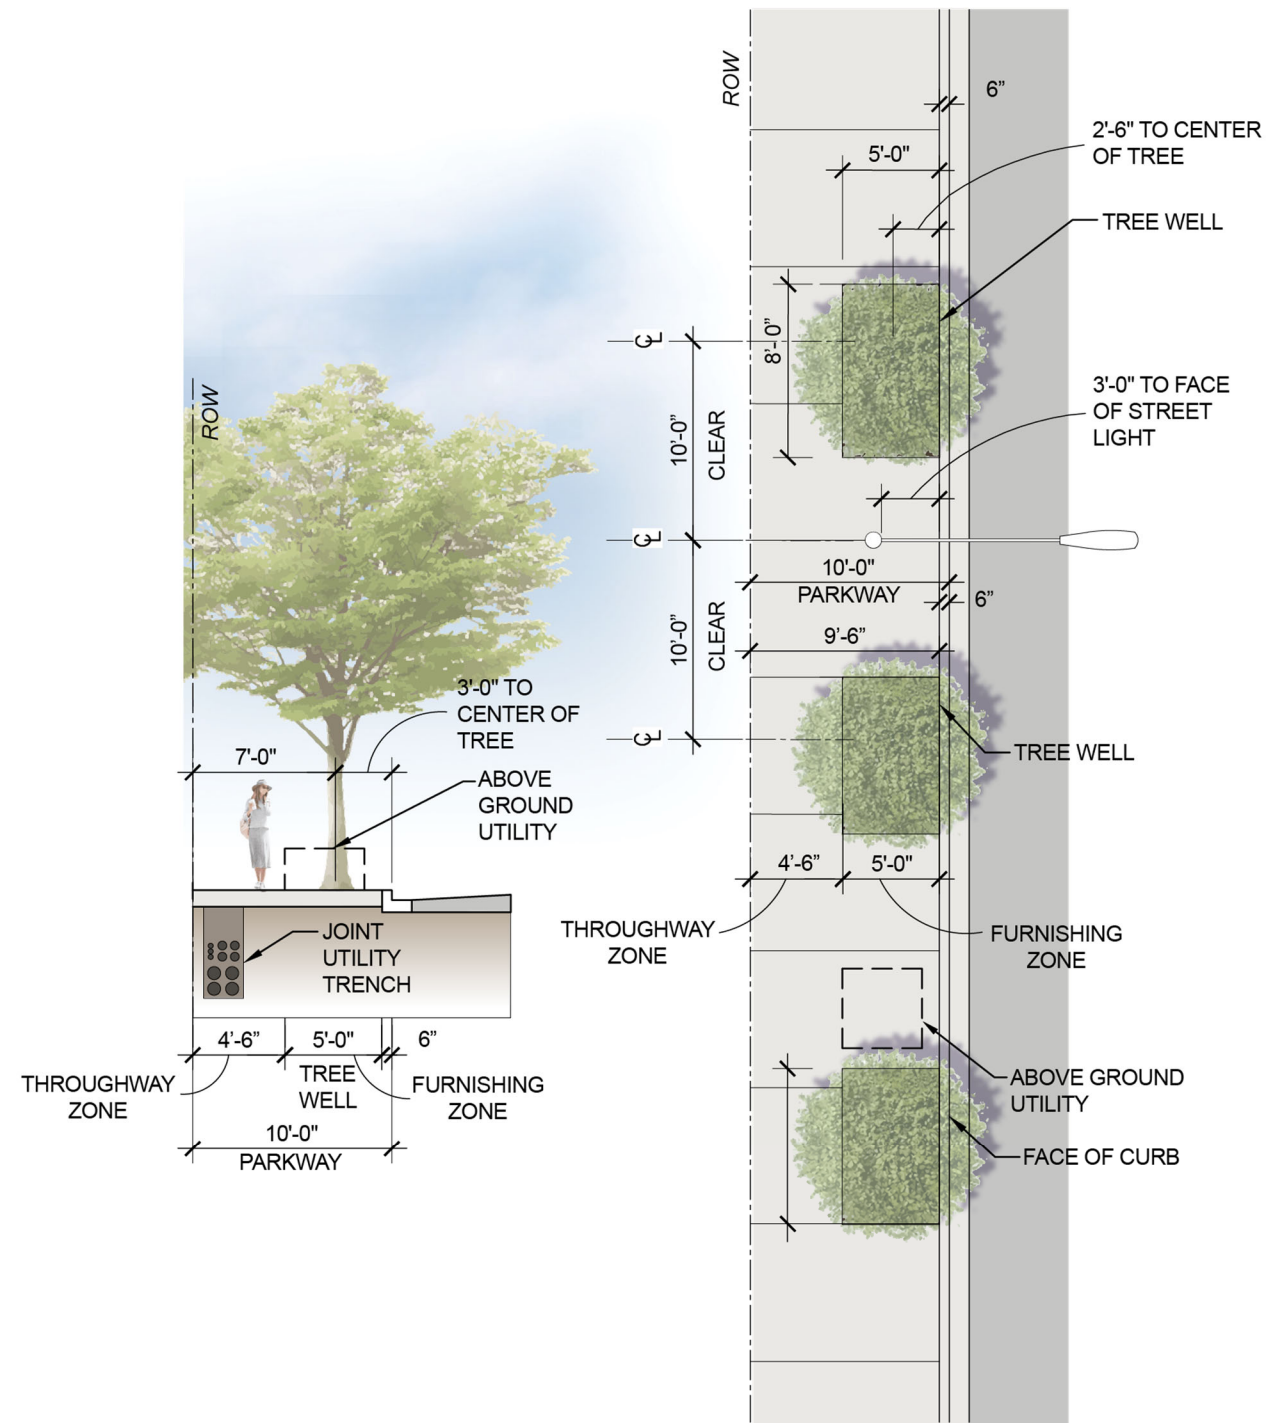 ROW
3'-0" TO
CENTER OF
TREE
7'-0"
ABOVE
GROUND
UTILITY
JOINT
UTILITY
TRENCH
4'-6"
5'-0"
6"
TREE
WELL
THROUGHWAY
ZONE
FURNISHING
ZONE
10'-0"
PARKWAY
ROW
6"
2'-6" TO CENTER
OF TREE
5'-0"
TREE WELL
8'-0"
CL
10'-0"
CLEAR
3'-0" TO FACE
OF STREET
LIGHT
CL
10'-0"
PARKWAY
6"
10'-0"
CLEAR
9'-6"
CL
TREE WELL
4'-6"
5'-0"
THROUGHWAY
ZONE
FURNISHING
ZONE
ABOVE GROUND
UTILITY
FACE OF CURB